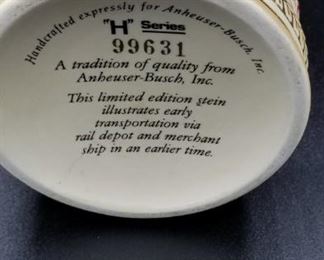 Handcrafted expressly for Anheuser-Busch, Inc.
"H" Series
99631
A tradition of quality from
Anheuser-Busch, Inc.
This limited edition stein
illustrates early
transportation via
rail depot and merchant
ship in an earlier time.